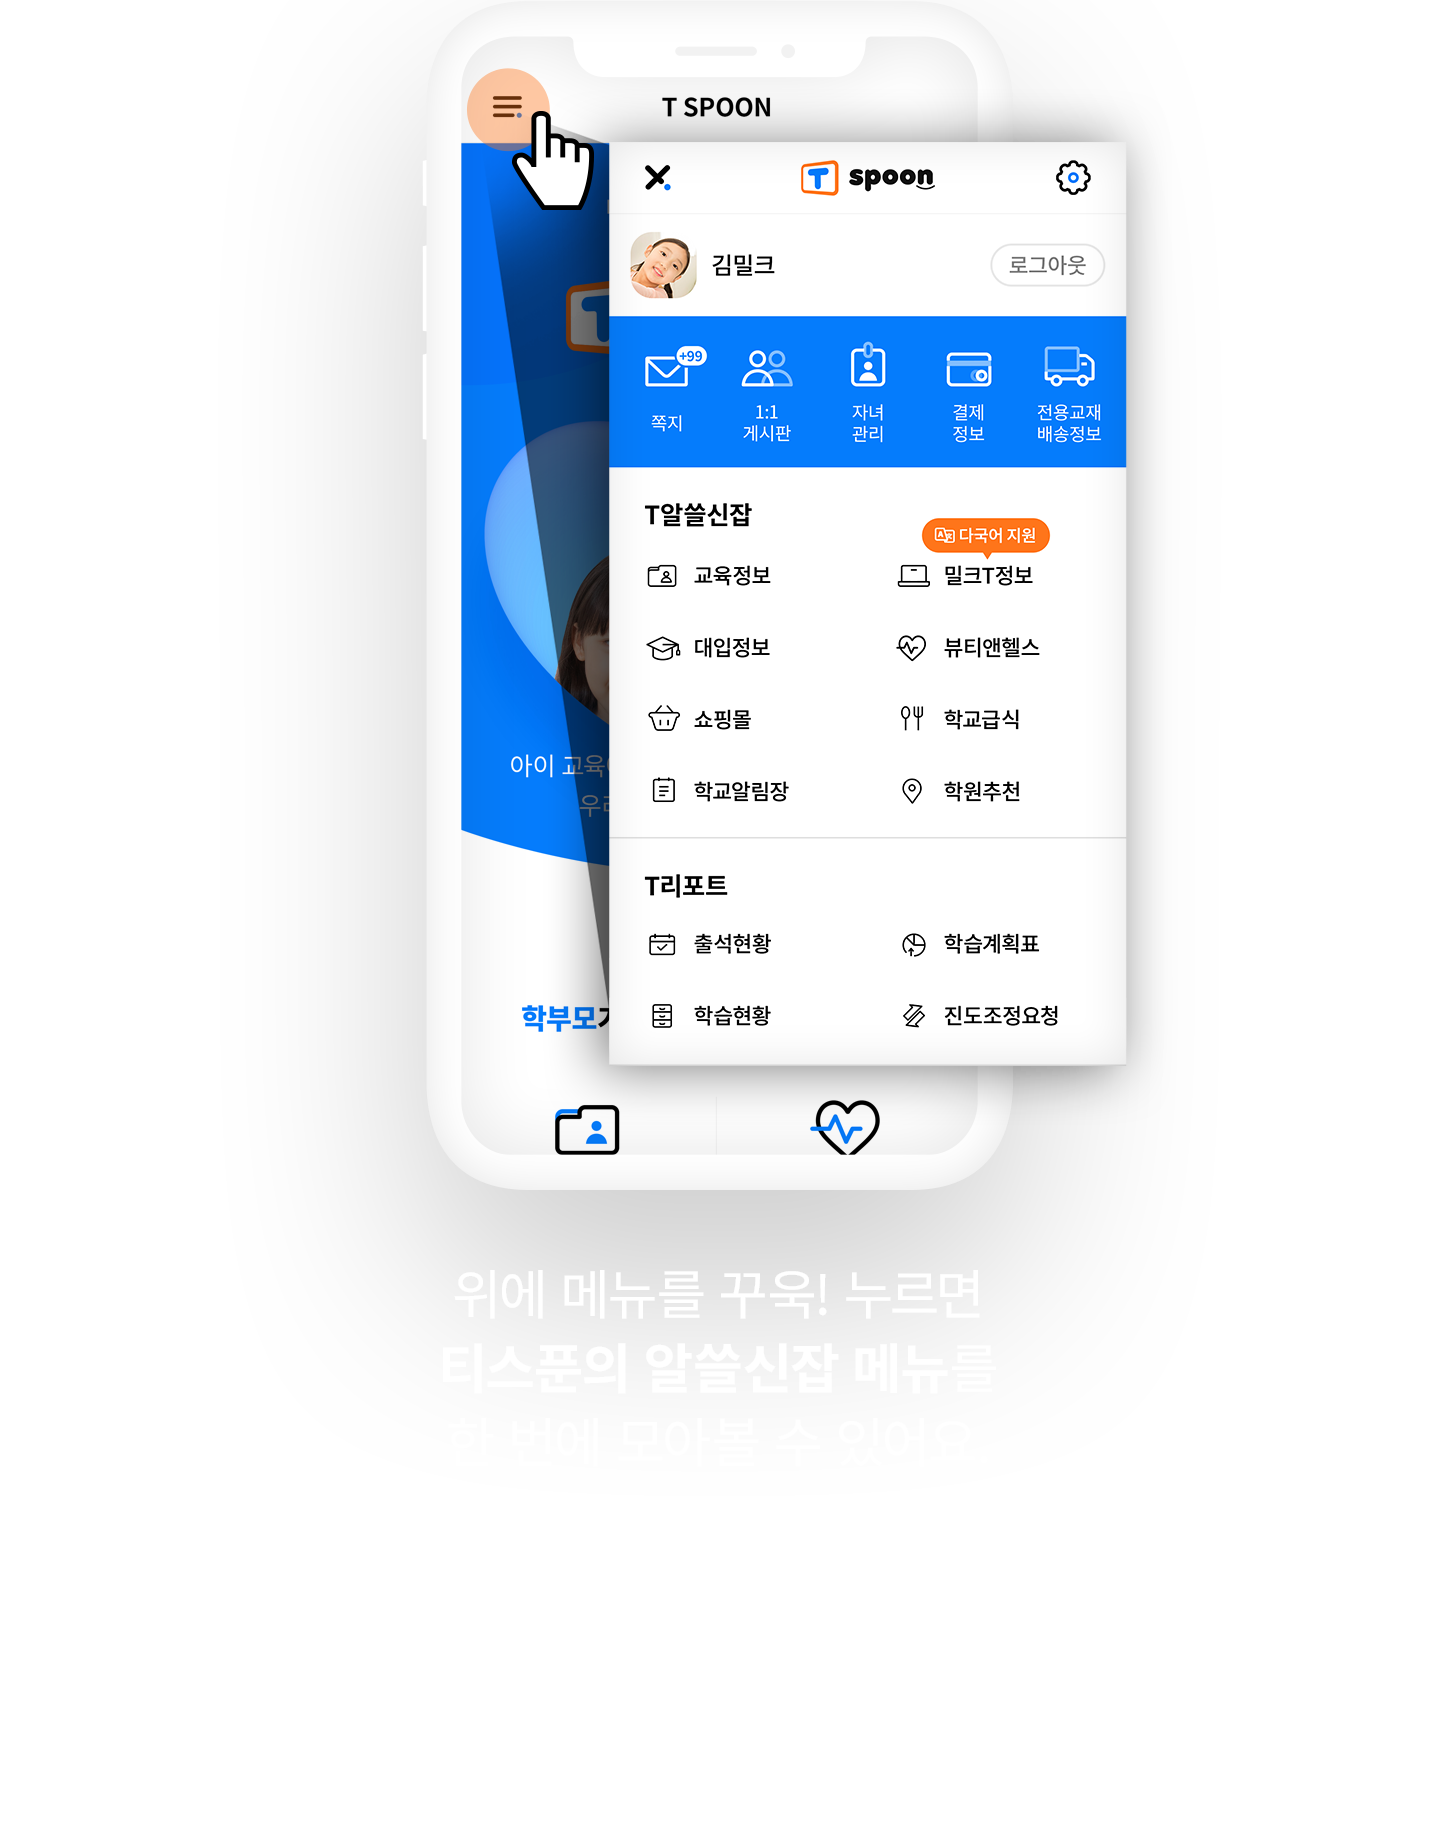 T SPOON
T spoon
김밀크
로그아웃
+99
쪽지
1:1
게시판
자녀
관리
결제
정보
전용교재
배송정보
T알쓸신잡
다국어 지원
교육정보
밀크T정보
대입정보
뷰티앤헬스
쇼핑몰
학교급식
학교알림장
학원추천
아이 교육
우리
T리포트
출석현황
학습계획표
학부모
학습현황
진도조정요청
위에 메뉴를 꾸욱! 누르면
티스푼의 알쓸신잡 메뉴를
한 번에 모아볼 수 있어요